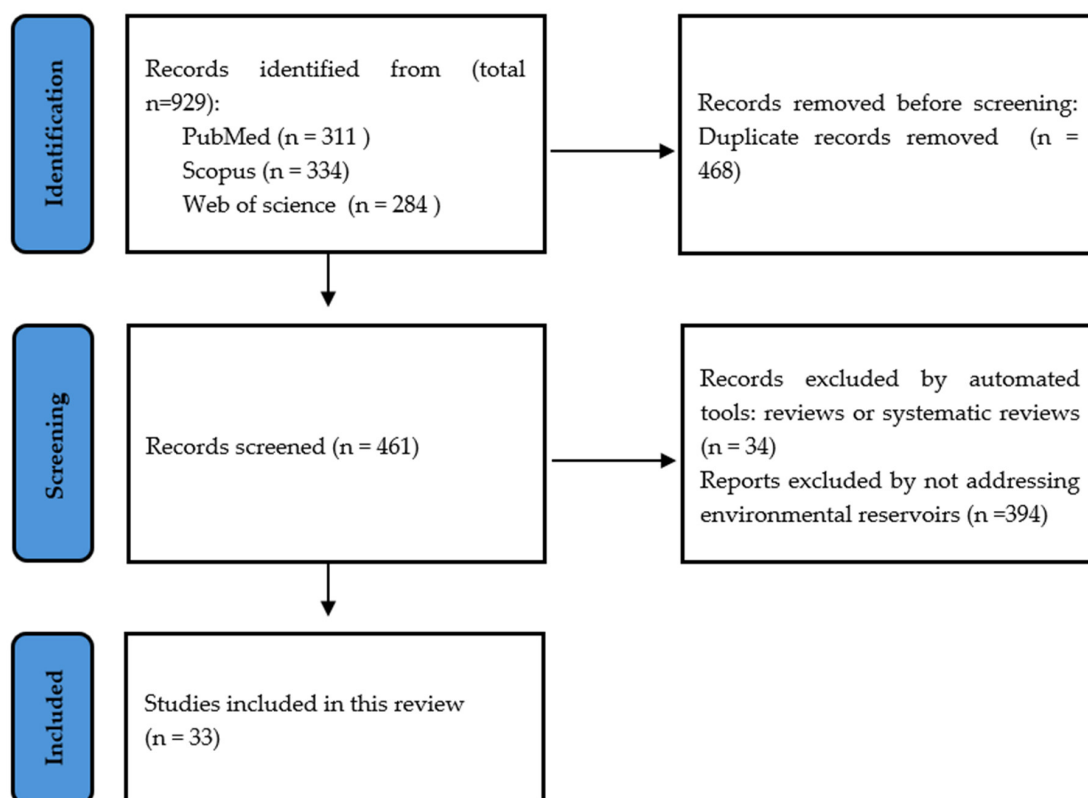 Identification
Records identified from (total
n=929):
PubMed (n = 311 )
Scopus (n = 334)
Web of science (n = 284 )
Records removed before screening:
Duplicate records removed (n =
468)
Screening
Records screened (n = 461)
Records excluded by automated
tools: reviews or systematic reviews
(n = 34)
Reports excluded by not addressing
environmental reservoirs (n =394)
Included
Studies included in this review
(n = 33)